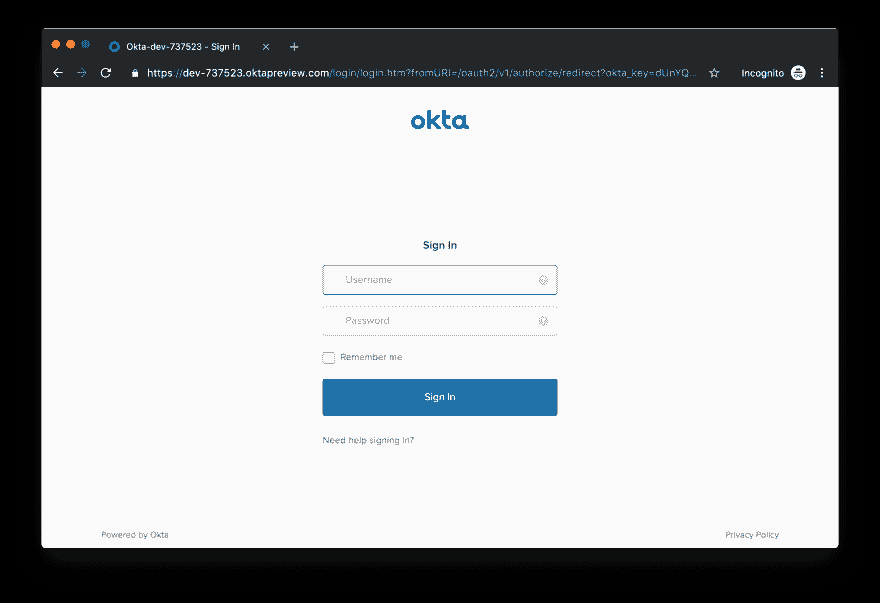 Okta-dev-737523 - Sign In
https://dev-737523.oktapreview.com/login/login.htm?fromURI=/oauth2/v1/authorize/redirect?okta_key=dUnYQ...
Incognito
okta
Sign In
Username
Password
Remember me
Sign In
Need help signing in?
Powered by Okta
Privacy Policy